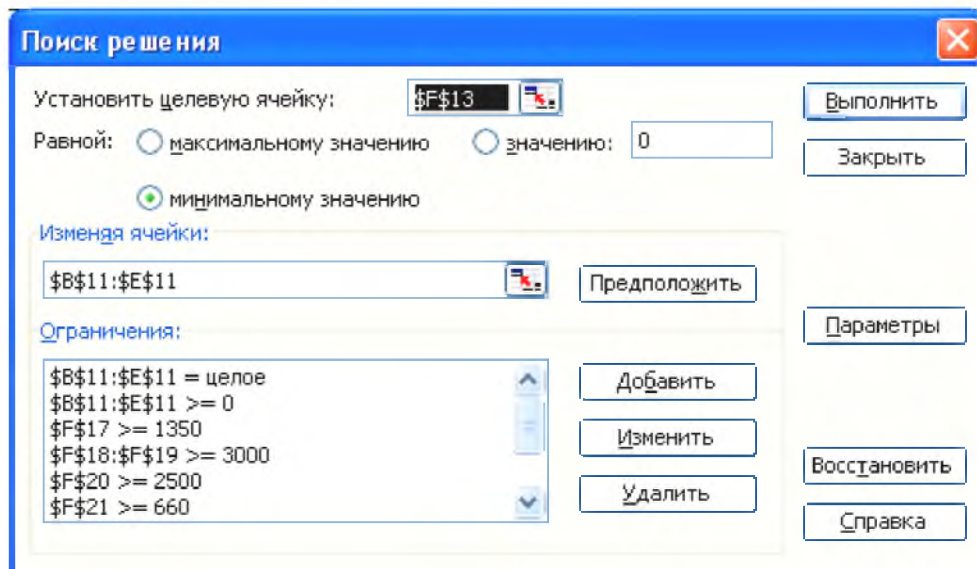 Поиск решения
Установить целевую ячейку: $F$13
Выполнить
Равной: максимальному значению значению: 0
Закрыть
минимальному значению
Изменяя ячейки:
$B$11:$E$11
Предположить
Ограничения:
Параметры
$B$11:$E$11 = целое
$B$11:$E$11 >= 0
$F$17 >= 1350
$F$18:$F$19 >= 3000
$F$20 >= 2500
$F$21 >= 660
Добавить
Изменить
Удалить
Восстановить
Справка